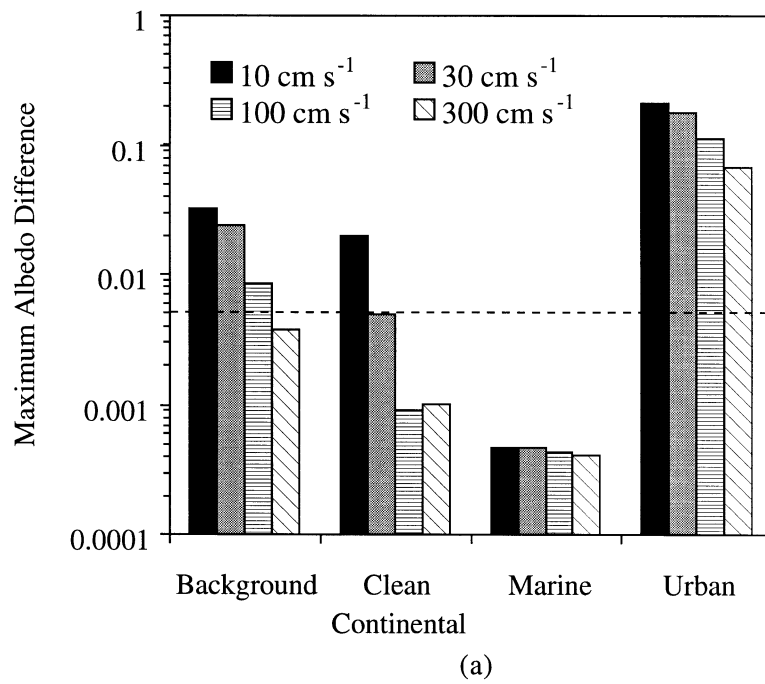 1
10 cm s⁻¹ 30 cm s⁻¹
100 cm s⁻¹ 300 cm s⁻¹
0.1
0.01
0.001
0.0001
Maximum Albedo Difference
Background Clean Marine Urban
Continental
(a)